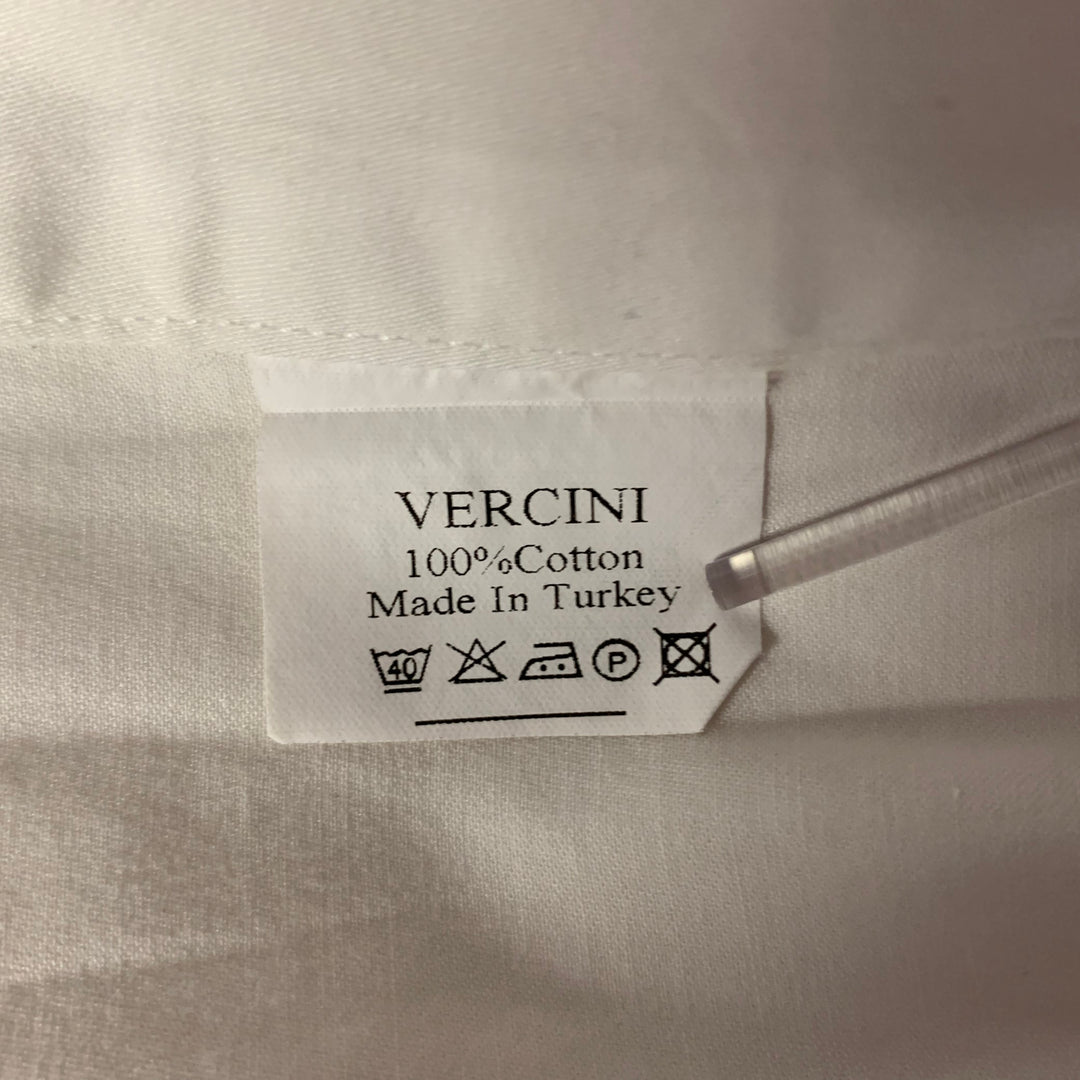 VERCINI
100%Cotton
Made In Turkey
40 P